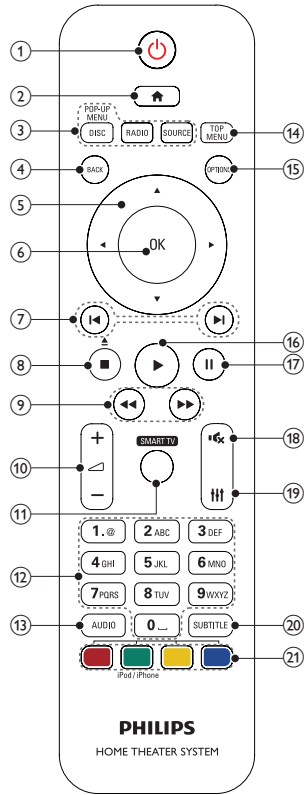 1
2
POP-UP
MENU
3 DISC RADIO SOURCE TOP
MENU 14
4 BACK OPTIONS 15
5
6 OK
7
16
8 17
9
SMART TV
10 + − 18
11 19
1.@ 2 ABC 3 DEF
12 4 GHI 5 JKL 6 MNO
7 PQRS 8 TUV 9 WXYZ
13 AUDIO 0 SUBTITLE 20
21
iPod / iPhone
PHILIPS
HOME THEATER SYSTEM